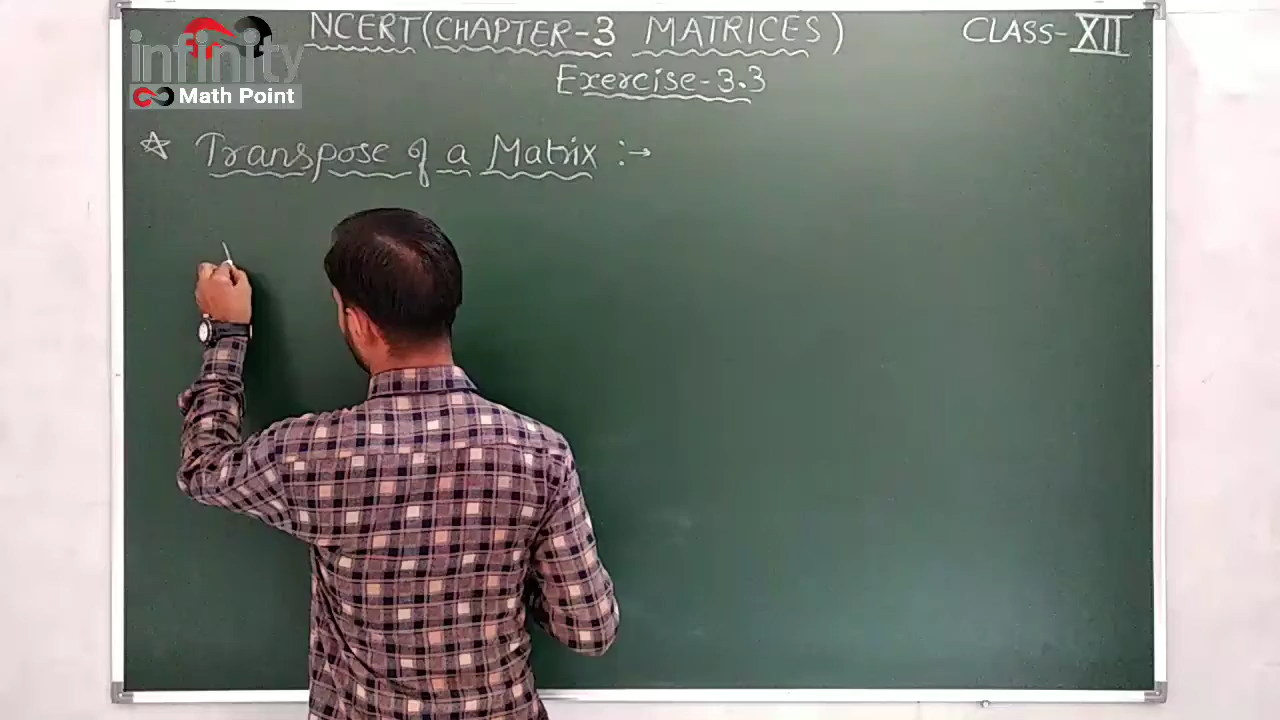 NCERT (CHAPTER-3 MATRICES) CLASS-XII
infinity
Math Point
Exercise-3.3
☆ Transpose of a Matrix :→